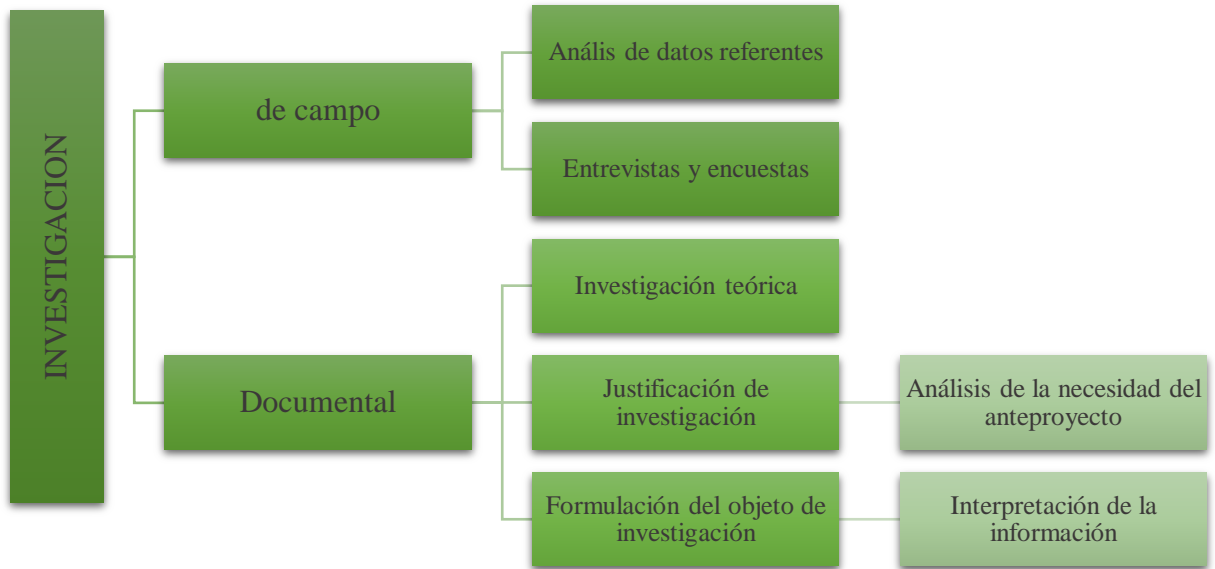 INVESTIGACION
de campo
Anális de datos referentes
Entrevistas y encuestas
Documental
Investigación teórica
Justificación de
investigación
Análisis de la necesidad del
anteproyecto
Formulación del objeto de
investigación
Interpretación de la
información